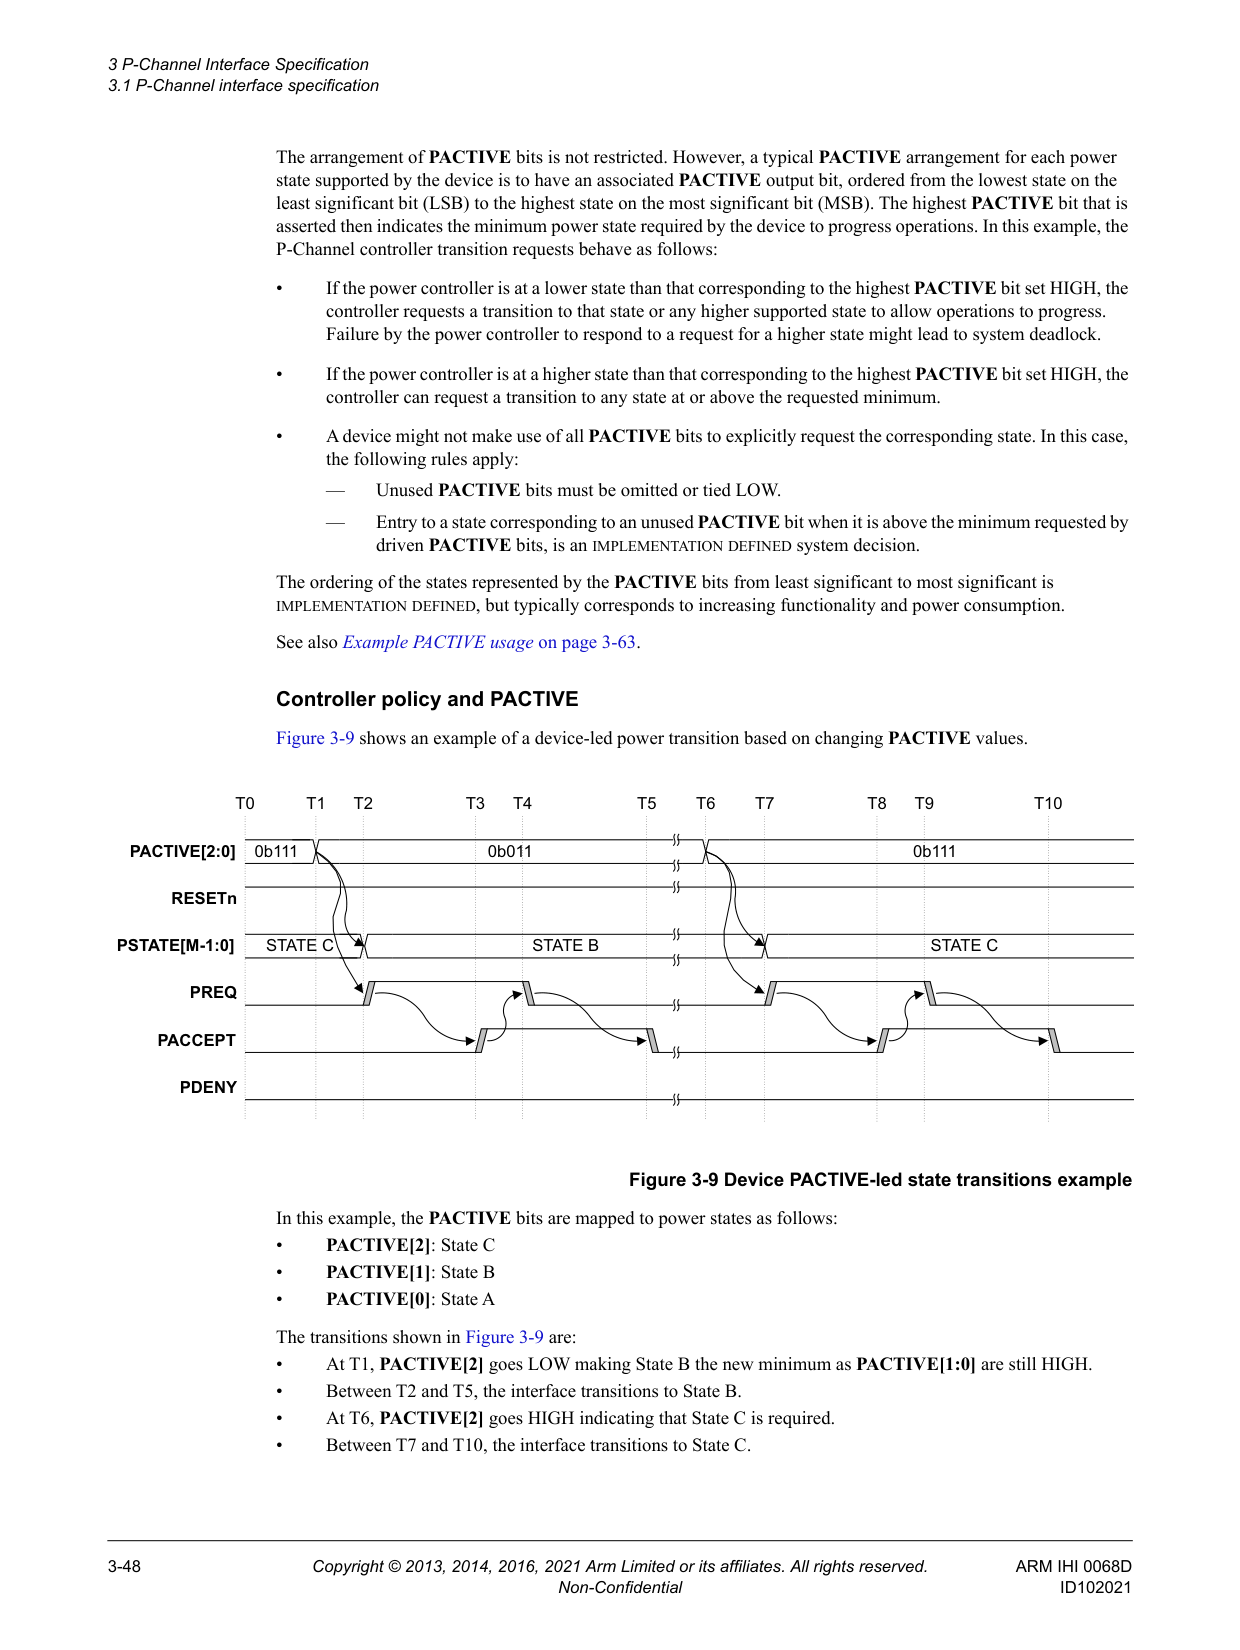 3 P-Channel Interface Specification
3.1 P-Channel interface specification
The arrangement of PACTIVE bits is not restricted. However, a typical PACTIVE arrangement for each power
state supported by the device is to have an associated PACTIVE output bit, ordered from the lowest state on the
least significant bit (LSB) to the highest state on the most significant bit (MSB). The highest PACTIVE bit that is
asserted then indicates the minimum power state required by the device to progress operations. In this example, the
P-Channel controller transition requests behave as follows:
• If the power controller is at a lower state than that corresponding to the highest PACTIVE bit set HIGH, the
controller requests a transition to that state or any higher supported state to allow operations to progress.
Failure by the power controller to respond to a request for a higher state might lead to system deadlock.
• If the power controller is at a higher state than that corresponding to the highest PACTIVE bit set HIGH, the
controller can request a transition to any state at or above the requested minimum.
• A device might not make use of all PACTIVE bits to explicitly request the corresponding state. In this case,
the following rules apply:
— Unused PACTIVE bits must be omitted or tied LOW.
— Entry to a state corresponding to an unused PACTIVE bit when it is above the minimum requested by
driven PACTIVE bits, is an IMPLEMENTATION DEFINED system decision.
The ordering of the states represented by the PACTIVE bits from least significant to most significant is
IMPLEMENTATION DEFINED, but typically corresponds to increasing functionality and power consumption.
See also Example PACTIVE usage on page 3-63.
Controller policy and PACTIVE
Figure 3-9 shows an example of a device-led power transition based on changing PACTIVE values.
T0 T1 T2 T3 T4 T5 T6 T7 T8 T9 T10
PACTIVE[2:0] 0b111 0b011 0b111
RESETn
PSTATE[M-1:0] STATE C STATE B STATE C
PREQ
PACCEPT
PDENY
Figure 3-9 Device PACTIVE-led state transitions example
In this example, the PACTIVE bits are mapped to power states as follows:
• PACTIVE[2]: State C
• PACTIVE[1]: State B
• PACTIVE[0]: State A
The transitions shown in Figure 3-9 are:
• At T1, PACTIVE[2] goes LOW making State B the new minimum as PACTIVE[1:0] are still HIGH.
• Between T2 and T5, the interface transitions to State B.
• At T6, PACTIVE[2] goes HIGH indicating that State C is required.
• Between T7 and T10, the interface transitions to State C.
3-48 Copyright © 2013, 2014, 2016, 2021 Arm Limited or its affiliates. All rights reserved. ARM IHI 0068D
Non-Confidential ID102021